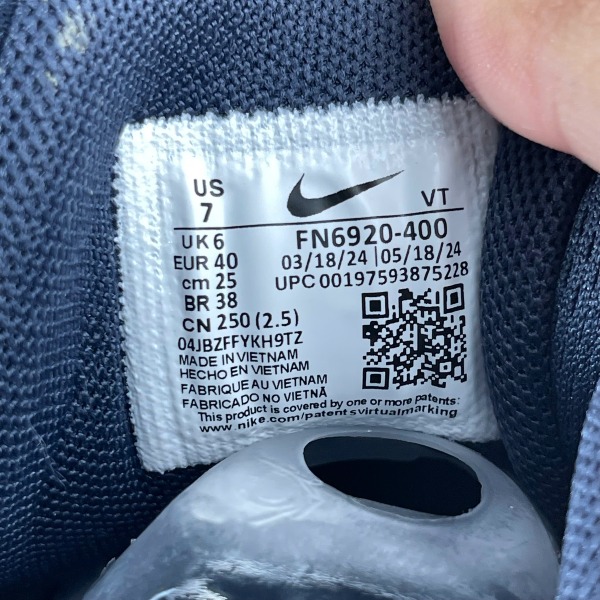 US
7
VT
UK 6
EUR 40
cm 25
BR 38
CN 250 (2.5)
FN6920-400
03/18/24 | 05/18/24
UPC 00197593875228
04JBZFFYKH9TZ
MADE IN VIETNAM
HECHO EN VIETNAM
FABRIQUE AU VIETNAM
FABRICADO NO VIETNÃ
This product is covered by one or more patents:
www.nike.com/patentsvirtualmarking